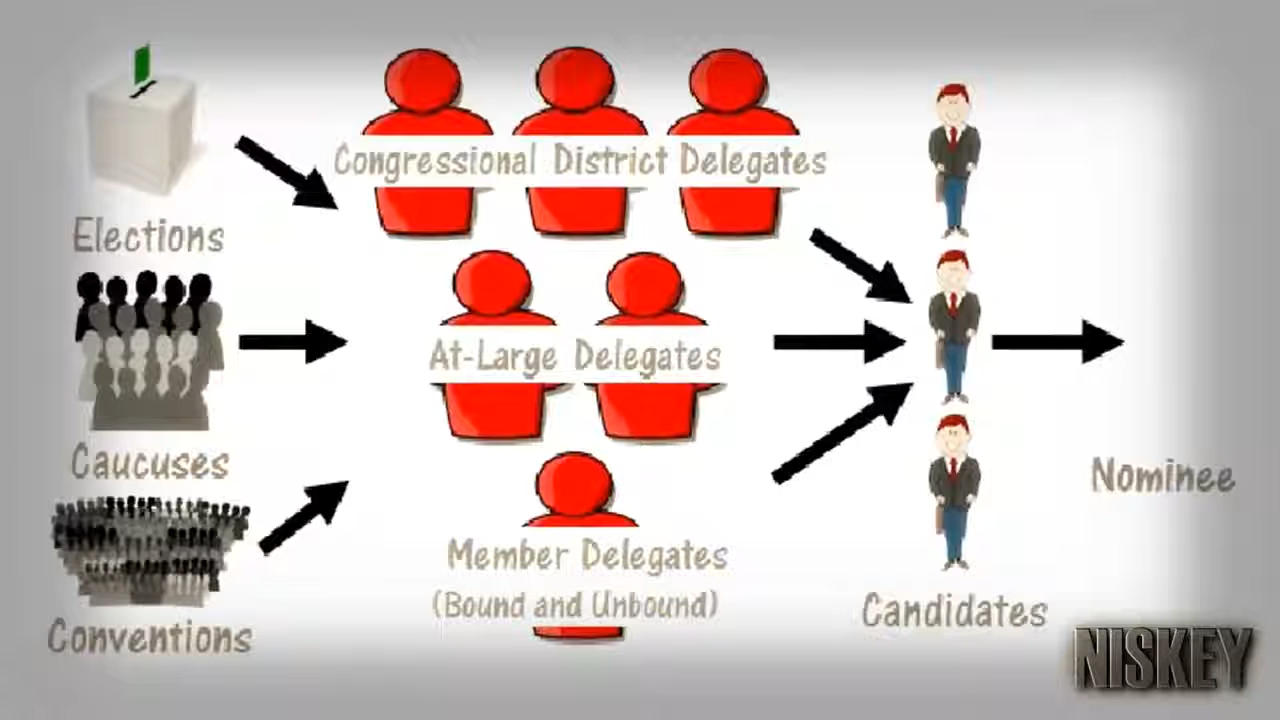 Congressional District Delegates
Elections
At-Large Delegates
Caucuses
Nominee
Member Delegates
(Bound and Unbound)
Candidates
Conventions
NISKEY